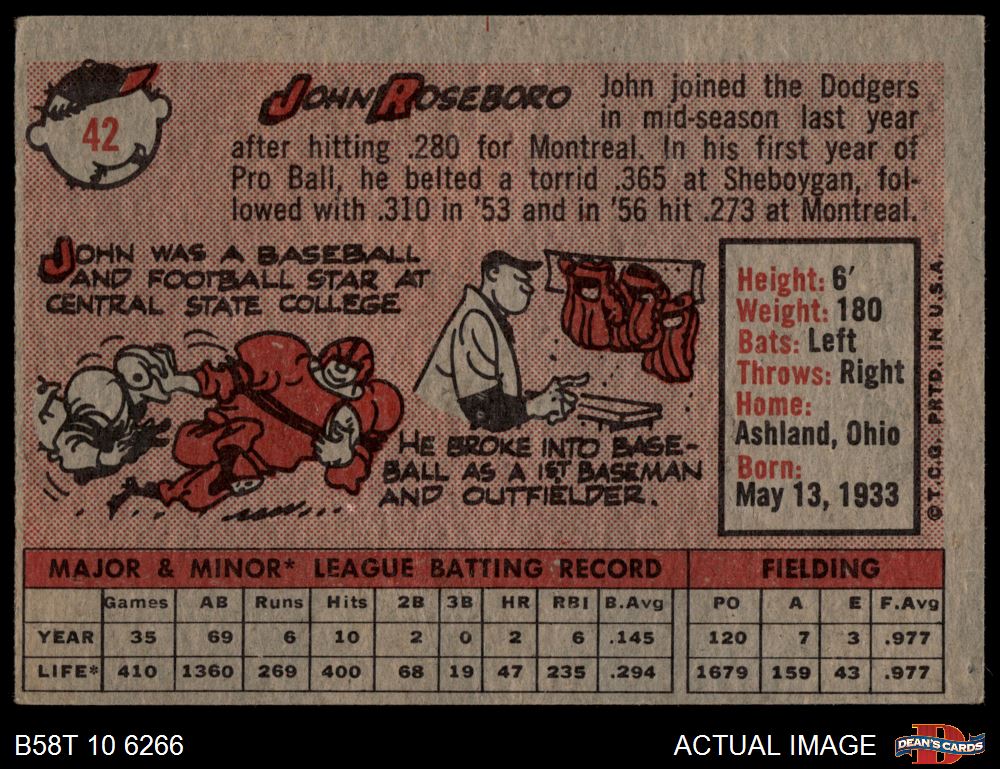 42
John Roseboro
John joined the Dodgers
in mid-season last year
after hitting .280 for Montreal. In his first year of
Pro Ball, he belted a torrid .365 at Sheboygan, fol-
lowed with .310 in '53 and in '56 hit .273 at Montreal.
JOHN WAS A BASEBALL
AND FOOTBALL STAR AT
CENTRAL STATE COLLEGE
HE BROKE INTO BASE-
BALL AS A 1ST BASEMAN
AND OUTFIELDER.
Height: 6'
Weight: 180
Bats: Left
Throws: Right
Home:
Ashland, Ohio
Born:
May 13, 1933
© T.C.G. PRTD. IN U.S.A.
MAJOR & MINOR* LEAGUE BATTING RECORD FIELDING
Games AB Runs Hits 2B 3B HR RBI B.Avg PO A E F.Avg
YEAR 35 69 6 10 2 0 2 6 .145 120 7 3 .977
LIFE* 410 1360 269 400 68 19 47 235 .294 1679 159 43 .977
B58T 10 6266 ACTUAL IMAGE D DEAN'S CARDS